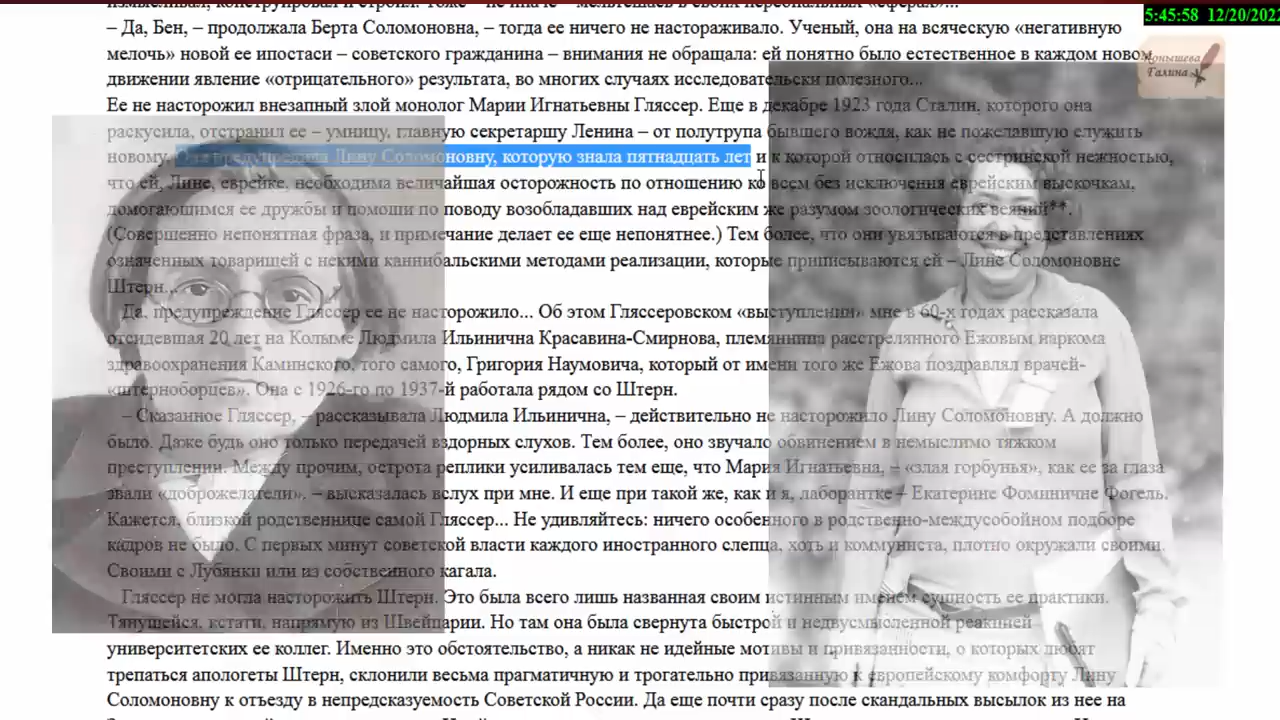 измысливал, конструировал и строил. Тоже – не иначе – мельтешась в своих персональных «сферах»...
– Да, Бен, – продолжала Берта Соломоновна, – тогда ее ничего не настораживало. Ученый, она на всяческую «негативную
мелочь» новой ее ипостаси – советского гражданина – внимания не обращала: ей понятно было естественное в каждом новом
движении явление «отрицательного» результата, во многих случаях исследовательски полезного...
Ее не насторожил внезапный злой монолог Марии Игнатьевны Гляссер. Еще в декабре 1923 года Сталин, которого она
раскусила, отстранил ее – умницу, главную секретаршу Ленина – от полутрупа бывшего вождя, как не пожелавшую служить
новому. Она предупредила Лину Соломоновну, которую знала пятнадцать лет и к которой относилась с сестринской нежностью,
что ей, Лине, еврейке, необходима величайшая осторожность по отношению ко всем без исключения еврейским выскочкам,
домогающимся ее дружбы и помощи по поводу возобладавших над еврейским же разумом зоологических веяний**.
(Совершенно непонятная фраза, и примечание делает ее еще непонятнее.) Тем более, что они увязываются в представлениях
означенных товарищей с некими каннибальскими методами реализации, которые приписываются ей – Лине Соломоновне
Штерн...
Да, предупреждение Гляссер ее не насторожило... Об этом Гляссеровском «выступлении» мне в 60-х годах рассказала
отсидевшая 20 лет на Колыме Людмила Ильинична Красавина-Смирнова, племянница расстрелянного Ежовым наркома
здравоохранения Каминского, того самого, Григория Наумовича, который от имени того же Ежова поздравлял врачей-
«штерноборцев». Она с 1926-го по 1937-й работала рядом со Штерн.
– Сказанное Гляссер, – рассказывала Людмила Ильинична, – действительно не насторожило Лину Соломоновну. А должно
было. Даже будь оно только передачей вздорных слухов. Тем более, оно звучало обвинением в немыслимо тяжком
преступлении. Между прочим, острота реплики усиливалась тем еще, что Мария Игнатьевна, – «злая горбунья», как ее за глаза
звали «доброжелатели», – высказалась вслух при мне. И еще при такой же, как и я, лаборантке – Екатерине Фоминичне Фогель.
Кажется, близкой родственнице самой Гляссер... Не удивляйтесь: ничего особенного в родственно-междусобойном подборе
кадров не было. С первых минут советской власти каждого иностранного слепца, хоть и коммуниста, плотно окружали своими.
Своими с Лубянки или из собственного кагала.
Гляссер не могла насторожить Штерн. Это была всего лишь названная своим истинным именем сущность ее практики.
Тянущейся, кстати, напрямую из Швейцарии. Но там она была свернута быстрой и недвусмысленной реакцией
университетских ее коллег. Именно это обстоятельство, а никак не идейные мотивы и привязанности, о которых любят
трепаться апологеты Штерн, склонили весьма прагматичную и трогательно привязанную к европейскому комфорту Лину
Соломоновну к отъезду в непредсказуемость Советской России. Да еще почти сразу после скандальных высылок из нее на
5:45:58 12/20/202
Монышева
Галина